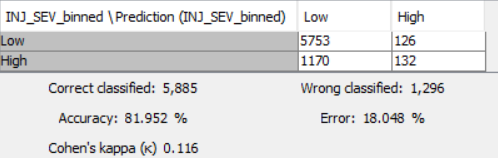 INJ_SEV_binned \ Prediction (INJ_SEV_binned) Low High
Low 5753 126
High 1170 132
Correct classified: 5,885 Wrong classified: 1,296
Accuracy: 81.952 % Error: 18.048 %
Cohen's kappa (κ) 0.116